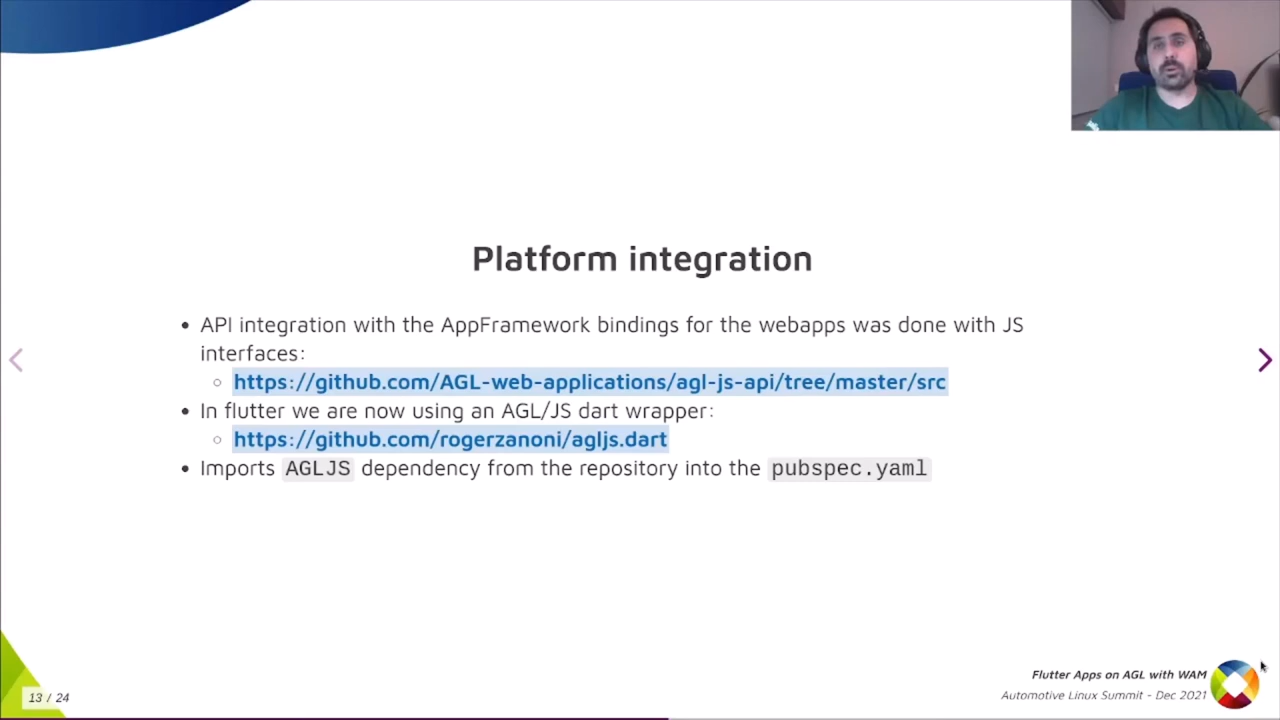 Platform integration
API integration with the AppFramework bindings for the webapps was done with JS
interfaces:
https://github.com/AGL-web-applications/agl-js-api/tree/master/src
In flutter we are now using an AGL/JS dart wrapper:
https://github.com/rogerzanoni/agljs.dart
Imports AGLJS dependency from the repository into the pubspec.yaml
Flutter Apps on AGL with WAM
Automotive Linux Summit - Dec 2021
13 / 24